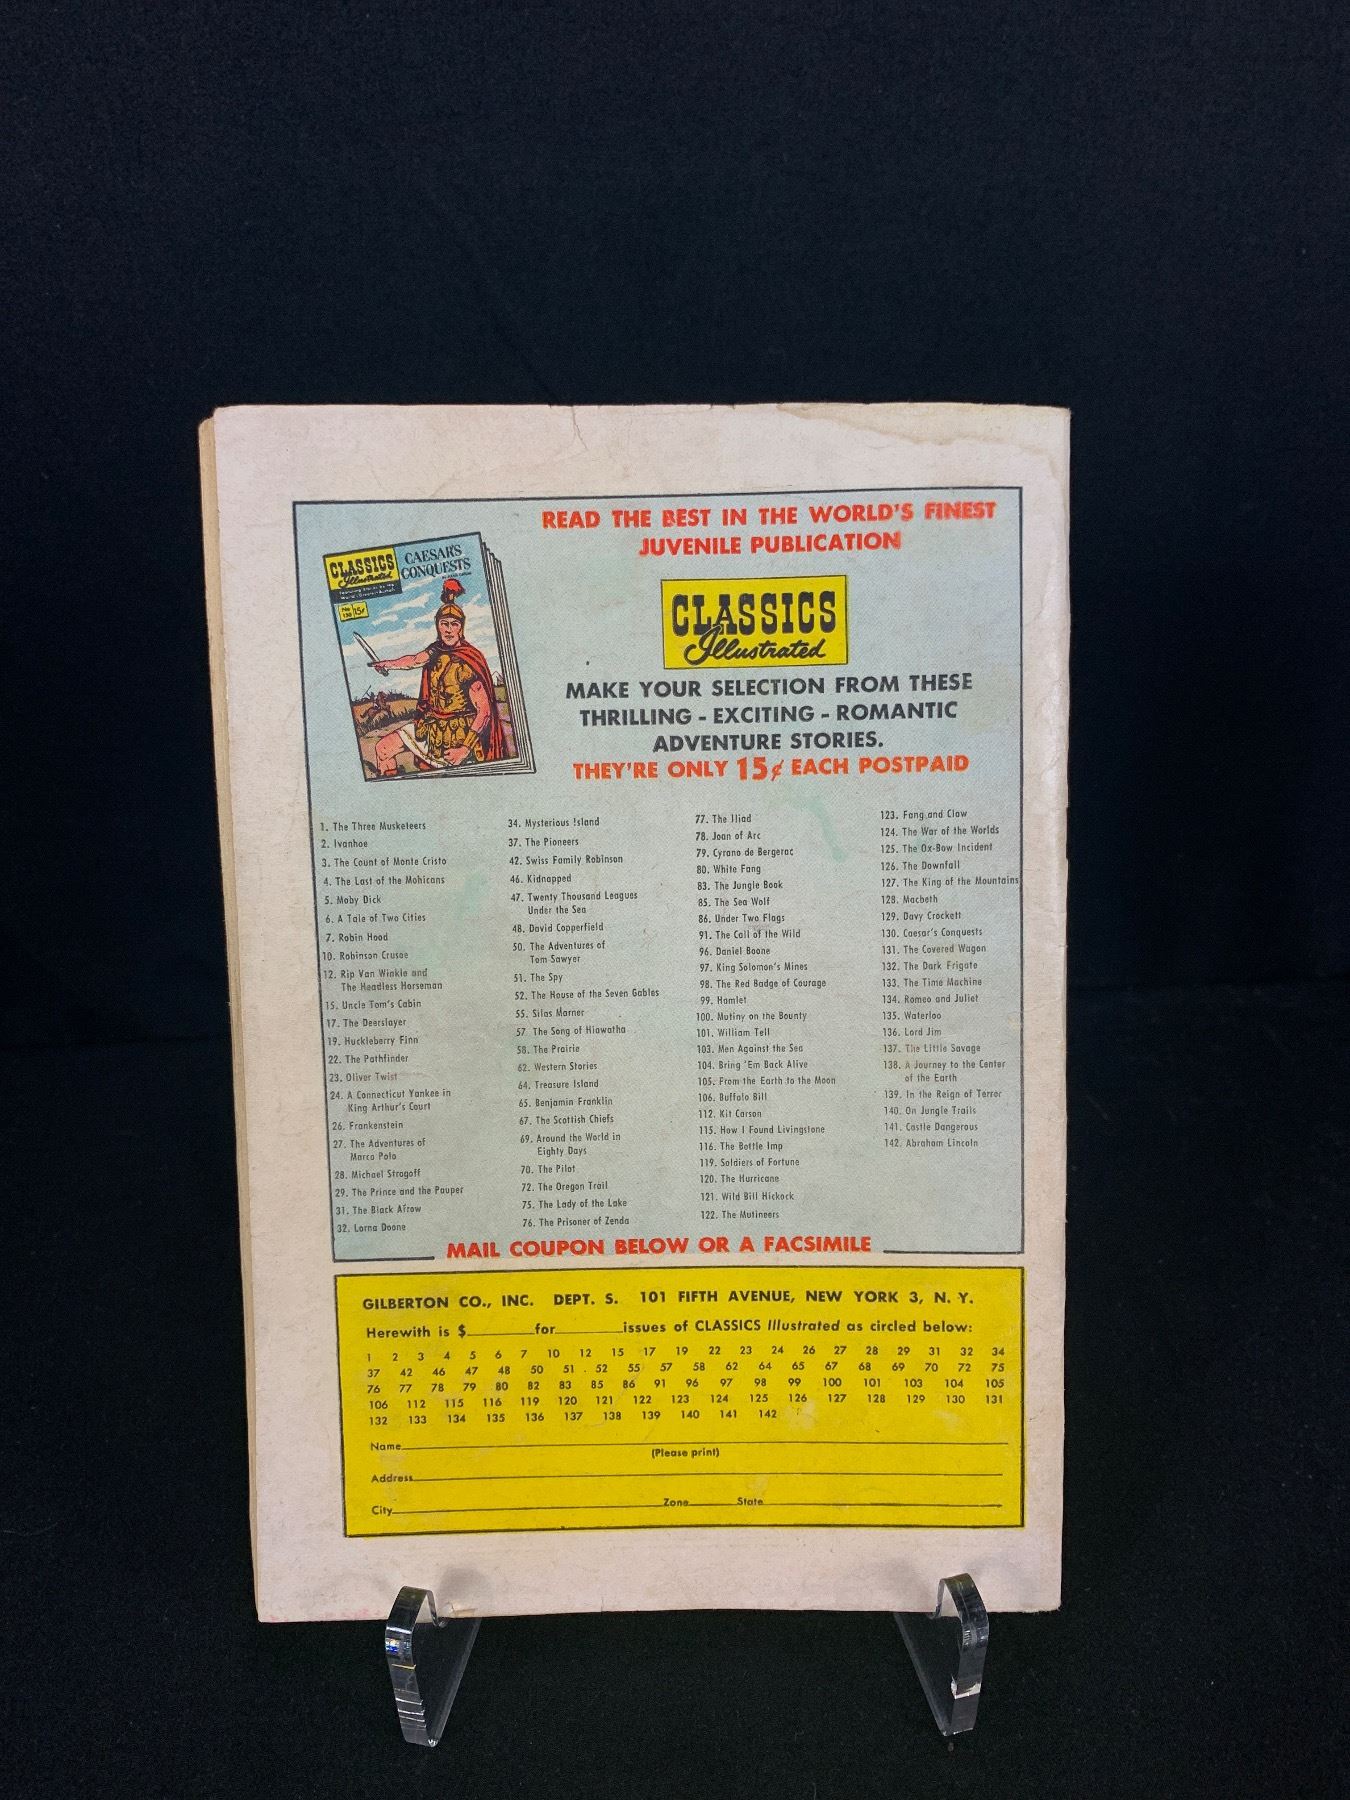 READ THE BEST IN THE WORLD'S FINEST
JUVENILE PUBLICATION
CLASSICS
Illustrated
CAESAR'S
CONQUESTS
No
130
15¢
CLASSICS
Illustrated
MAKE YOUR SELECTION FROM THESE
THRILLING - EXCITING - ROMANTIC
ADVENTURE STORIES.
THEY'RE ONLY 15¢ EACH POSTPAID
1. The Three Musketeers
2. Ivanhoe
3. The Count of Monte Cristo
4. The Last of the Mohicans
5. Moby Dick
6. A Tale of Two Cities
7. Robin Hood
10. Robinson Crusoe
12. Rip Van Winkle and
The Headless Horseman
15. Uncle Tom's Cabin
17. The Deerslayer
19. Huckleberry Finn
22. The Pathfinder
23. Oliver Twist
24. A Connecticut Yankee in
King Arthur's Court
26. Frankenstein
27. The Adventures of
Marco Polo
28. Michael Strogoff
29. The Prince and the Pauper
31. The Black Arrow
32. Lorna Doone
34. Mysterious Island
37. The Pioneers
42. Swiss Family Robinson
46. Kidnapped
47. Twenty Thousand Leagues
Under the Sea
48. David Copperfield
50. The Adventures of
Tom Sawyer
51. The Spy
52. The House of the Seven Gables
55. Silas Marner
57 The Song of Hiawatha
58. The Prairie
62. Western Stories
64. Treasure Island
65. Benjamin Franklin
67. The Scottish Chiefs
69. Around the World in
Eighty Days
70. The Pilot
72. The Oregon Trail
75. The Lady of the Lake
76. The Prisoner of Zenda
77. The Iliad
78. Joan of Arc
79. Cyrano de Bergerac
80. White Fang
83. The Jungle Book
85. The Sea Wolf
86. Under Two Flags
91. The Call of the Wild
96. Daniel Boone
97. King Solomon's Mines
98. The Red Badge of Courage
99. Hamlet
100. Mutiny on the Bounty
101. William Tell
103. Men Against the Sea
104. Bring 'Em Back Alive
105. From the Earth to the Moon
106. Buffalo Bill
112. Kit Carson
115. How I Found Livingstone
116. The Bottle Imp
119. Soldiers of Fortune
120. The Hurricane
121. Wild Bill Hickock
122. The Mutineers
123. Fang and Claw
124. The War of the Worlds
125. The Ox-Bow Incident
126. The Downfall
127. The King of the Mountains
128. Macbeth
129. Davy Crockett
130. Caesar's Conquests
131. The Covered Wagon
132. The Dark Frigate
133. The Time Machine
134. Romeo and Juliet
135. Waterloo
136. Lord Jim
137. The Little Savage
138. A Journey to the Center
of the Earth
139. In the Reign of Terror
140. On Jungle Trails
141. Castle Dangerous
142. Abraham Lincoln
MAIL COUPON BELOW OR A FACSIMILE
GILBERTON CO., INC. DEPT. S. 101 FIFTH AVENUE, NEW YORK 3, N. Y.
Herewith is $______for______issues of CLASSICS Illustrated as circled below:
1 2 3 4 5 6 7 10 12 15 17 19 22 23 24 26 27 28 29 31 32 34
37 42 46 47 48 50 51 52 55 57 58 62 64 65 67 68 69 70 72 75
76 77 78 79 80 82 83 85 86 91 96 97 98 99 100 101 103 104 105
106 112 115 116 119 120 121 122 123 124 125 126 127 128 129 130 131
132 133 134 135 136 137 138 139 140 141 142
Name
(Please print)
Address
City Zone State